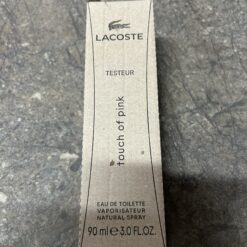 LACOSTE
TESTEUR
touch of pink
EAU DE TOILETTE
VAPORISATEUR
NATURAL SPRAY
90 ml ℮ 3.0 FL.OZ.